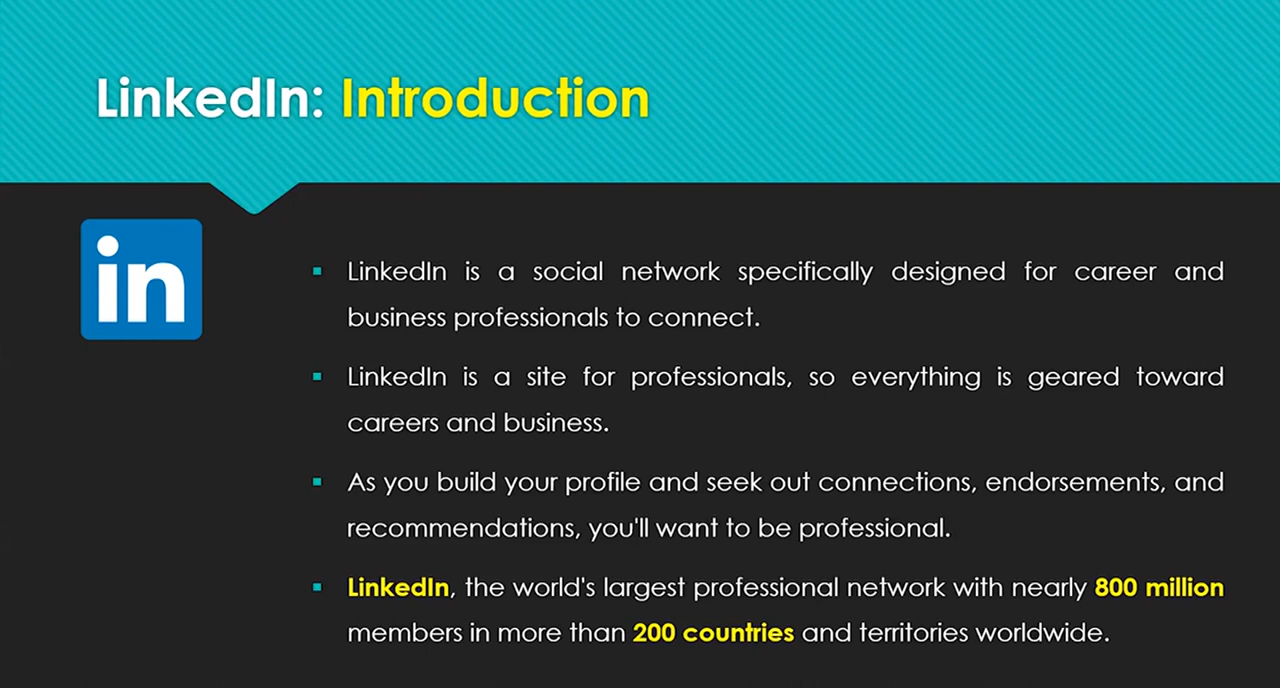 LinkedIn: Introduction
in
LinkedIn is a social network specifically designed for career and
business professionals to connect.
LinkedIn is a site for professionals, so everything is geared toward
careers and business.
As you build your profile and seek out connections, endorsements, and
recommendations, you'll want to be professional.
LinkedIn, the world's largest professional network with nearly 800 million
members in more than 200 countries and territories worldwide.